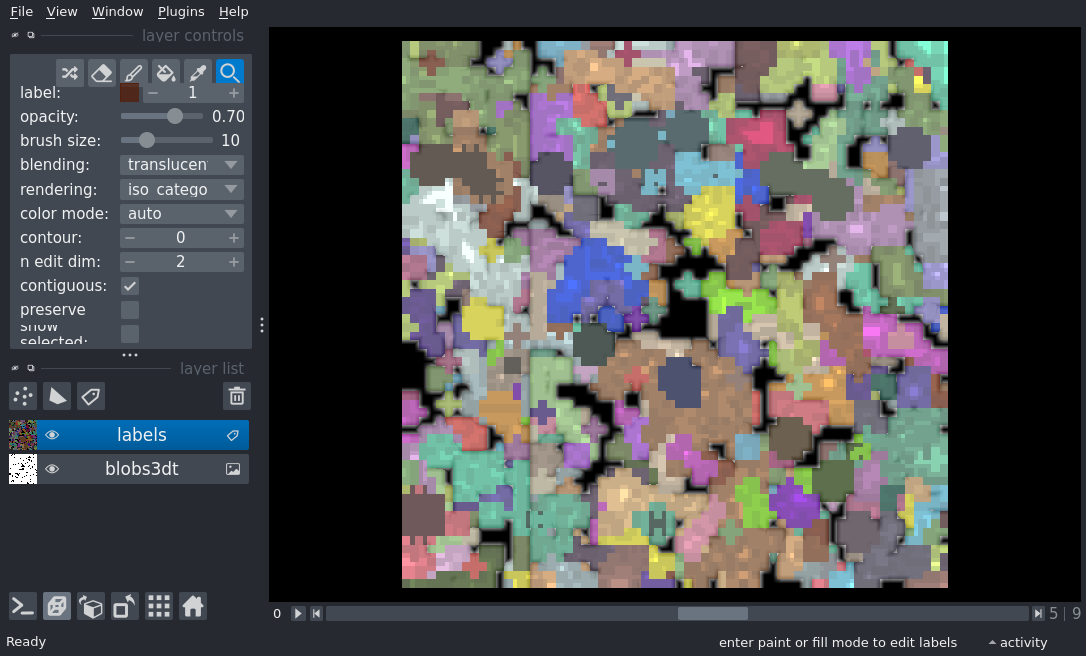 File View Window Plugins Help
layer controls
label: 1
opacity: 0.70
brush size: 10
blending: translucen
rendering: iso_catego
color mode: auto
contour: 0
n edit dim: 2
contiguous:
preserve
show
selected:
layer list
labels
blobs3dt
0 5 | 9
Ready enter paint or fill mode to edit labels activity